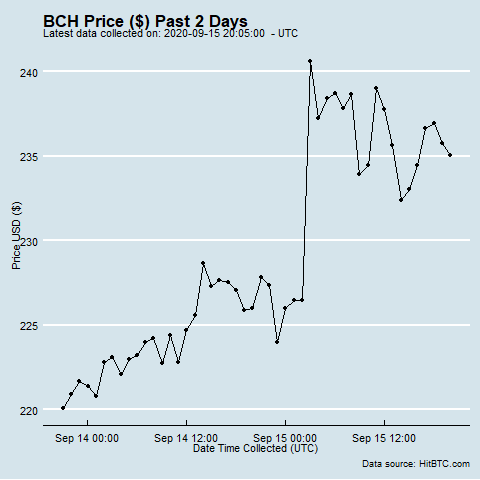 BCH Price ($) Past 2 Days
Latest data collected on: 2020-09-15 20:05:00 - UTC
240
235
230
225
220
Price USD ($)
Sep 14 00:00 Sep 14 12:00 Sep 15 00:00 Sep 15 12:00
Date Time Collected (UTC)
Data source: HitBTC.com